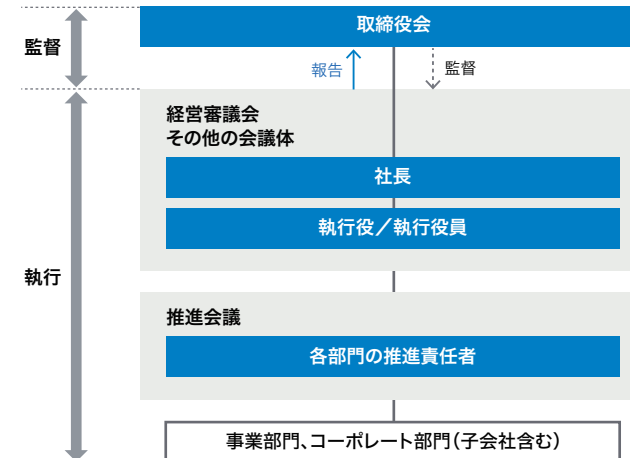 取締役会
監督
報告
監督
経営審議会
その他の会議体
社長
執行役／執行役員
執行
推進会議
各部門の推進責任者
事業部門、コーポレート部門（子会社含む）